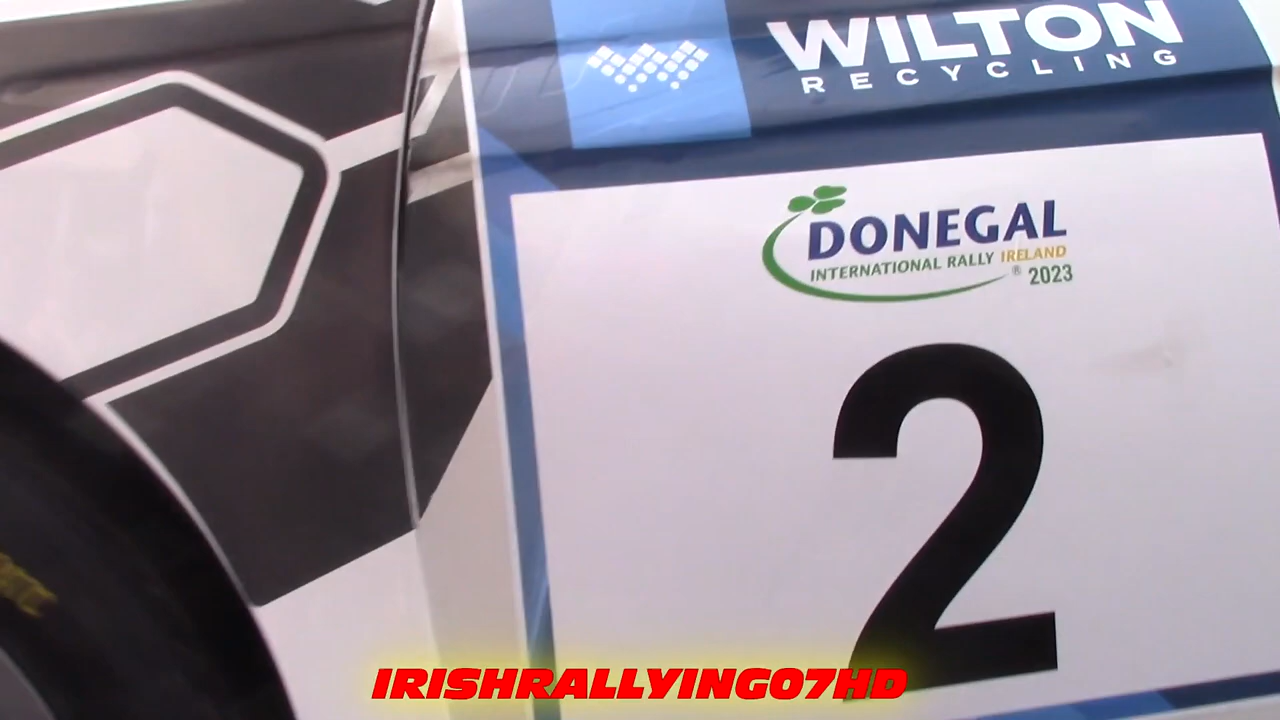 WILTON
RECYCLING
DONEGAL
INTERNATIONAL RALLY IRELAND
® 2023
2
IRISHRALLYING07HD